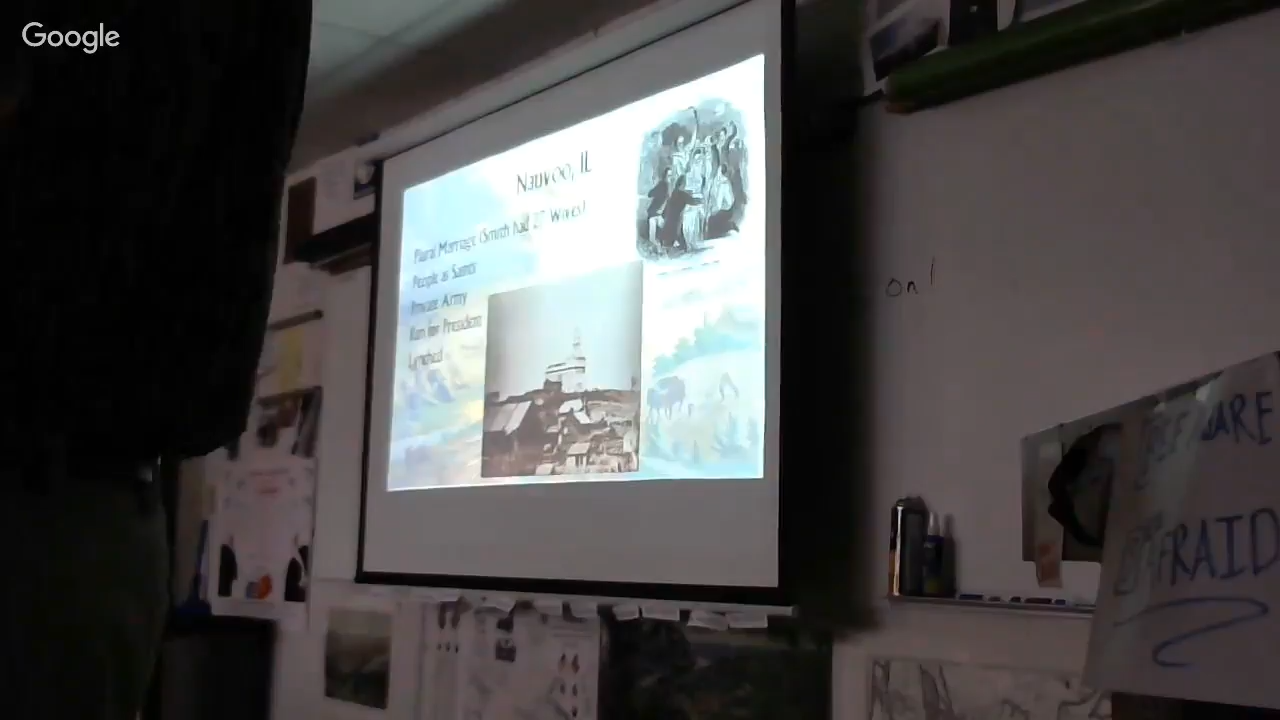 Google
Nauvoo, IL
Plural Marriage (Smith had 27 Wives)
People as Saints
Private Army
Run for President
Lynched
on
BEWARE
AFRAID